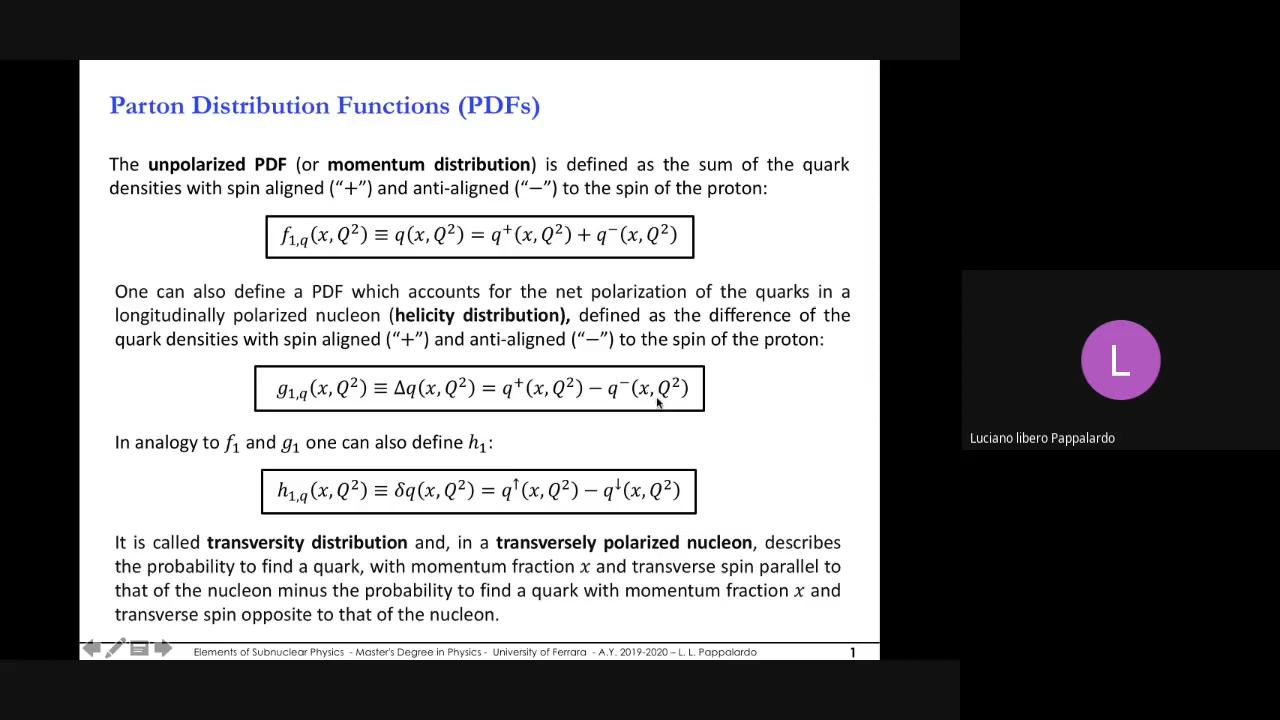 Parton Distribution Functions (PDFs)
The unpolarized PDF (or momentum distribution) is defined as the sum of the quark
densities with spin aligned (“+”) and anti-aligned (“−”) to the spin of the proton:
f₁,q(x, Q²) ≡ q(x, Q²) = q⁺(x, Q²) + q⁻(x, Q²)
One can also define a PDF which accounts for the net polarization of the quarks in a
longitudinally polarized nucleon (helicity distribution), defined as the difference of the
quark densities with spin aligned (“+”) and anti-aligned (“−”) to the spin of the proton:
g₁,q(x, Q²) ≡ Δq(x, Q²) = q⁺(x, Q²) − q⁻(x, Q²)
In analogy to f₁ and g₁ one can also define h₁:
h₁,q(x, Q²) ≡ δq(x, Q²) = q↑(x, Q²) − q↓(x, Q²)
It is called transversity distribution and, in a transversely polarized nucleon, describes
the probability to find a quark, with momentum fraction x and transverse spin parallel to
that of the nucleon minus the probability to find a quark with momentum fraction x and
transverse spin opposite to that of the nucleon.
Elements of Subnuclear Physics - Master's Degree in Physics - University of Ferrara - A.Y. 2019-2020 – L. L. Pappalardo
1
L
Luciano libero Pappalardo